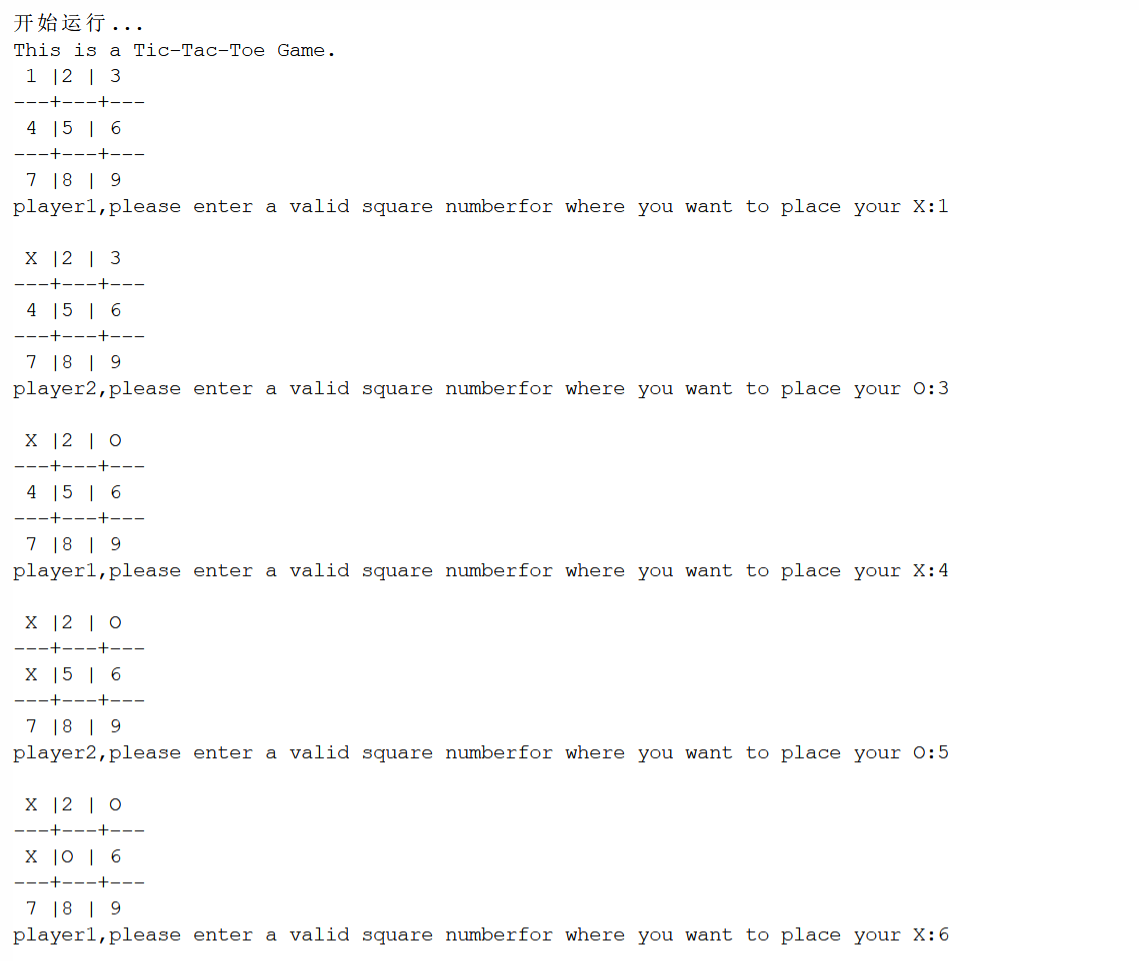 开始运行...
This is a Tic-Tac-Toe Game.
 1 |2 | 3
---+---+---
 4 |5 | 6
---+---+---
 7 |8 | 9
player1,please enter a valid square numberfor where you want to place your X:1

 X |2 | 3
---+---+---
 4 |5 | 6
---+---+---
 7 |8 | 9
player2,please enter a valid square numberfor where you want to place your O:3

 X |2 | O
---+---+---
 4 |5 | 6
---+---+---
 7 |8 | 9
player1,please enter a valid square numberfor where you want to place your X:4

 X |2 | O
---+---+---
 X |5 | 6
---+---+---
 7 |8 | 9
player2,please enter a valid square numberfor where you want to place your O:5

 X |2 | O
---+---+---
 X |O | 6
---+---+---
 7 |8 | 9
player1,please enter a valid square numberfor where you want to place your X:6